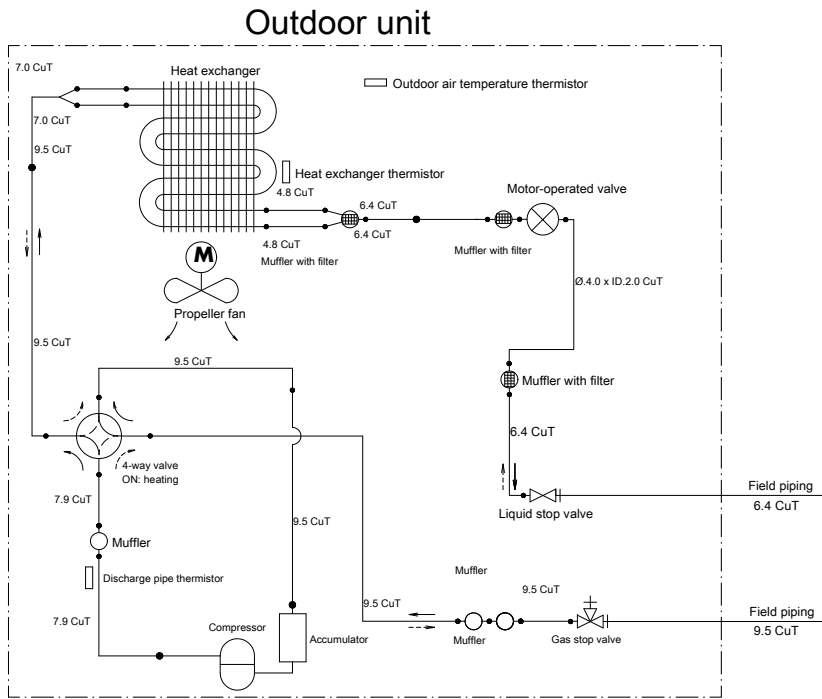 Outdoor unit
7.0 CuT
Heat exchanger
Outdoor air temperature thermistor
7.0 CuT
9.5 CuT
Heat exchanger thermistor
4.8 CuT
Motor-operated valve
6.4 CuT
6.4 CuT
4.8 CuT
Muffler with filter
Muffler with filter
M
Ø.4.0 x ID.2.0 CuT
Propeller fan
9.5 CuT
9.5 CuT
Muffler with filter
6.4 CuT
4-way valve
ON: heating
7.9 CuT
Field piping
6.4 CuT
Liquid stop valve
9.5 CuT
Muffler
Discharge pipe thermistor
Muffler
9.5 CuT
9.5 CuT
Field piping
9.5 CuT
7.9 CuT
Compressor
Accumulator
Muffler
Gas stop valve